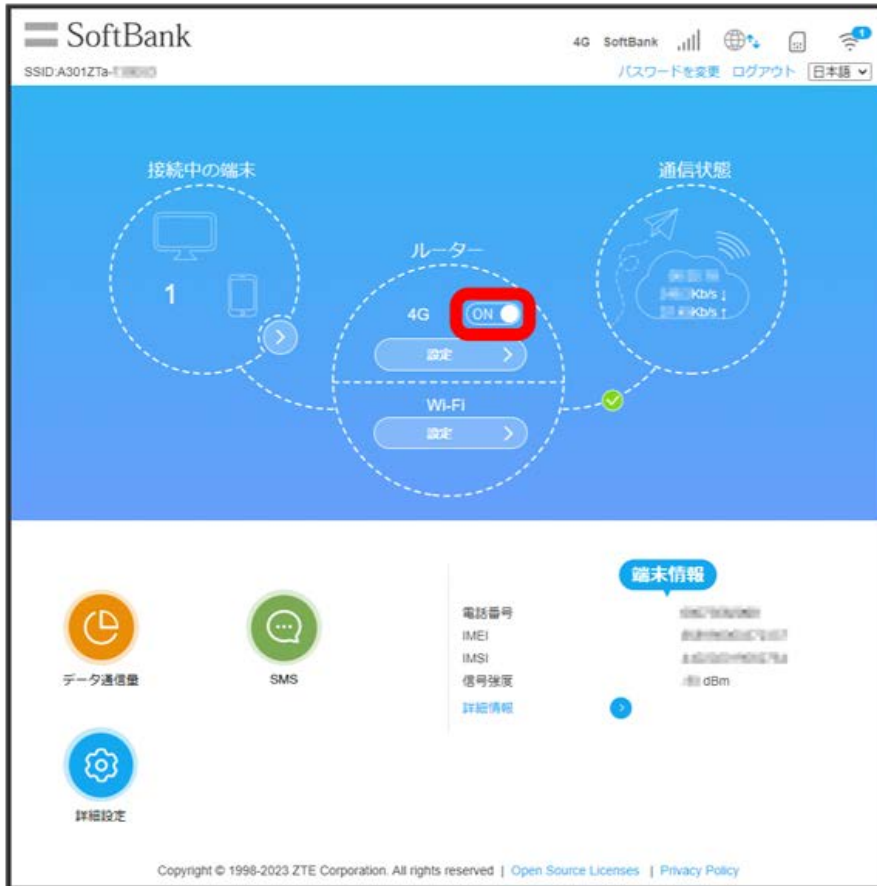 SoftBank
4G SoftBank
1
SSID:A301ZTa-
パスワードを変更 ログアウト 日本語
接続中の端末
通信状態
ルーター
1
4G ON
設定
Kb/s ↓
Kb/s ↑
Wi-Fi
設定
データ通信量
SMS
詳細設定
端末情報
電話番号
IMEI
IMSI
信号強度 dBm
詳細情報
Copyright © 1998-2023 ZTE Corporation. All rights reserved | Open Source Licenses | Privacy Policy